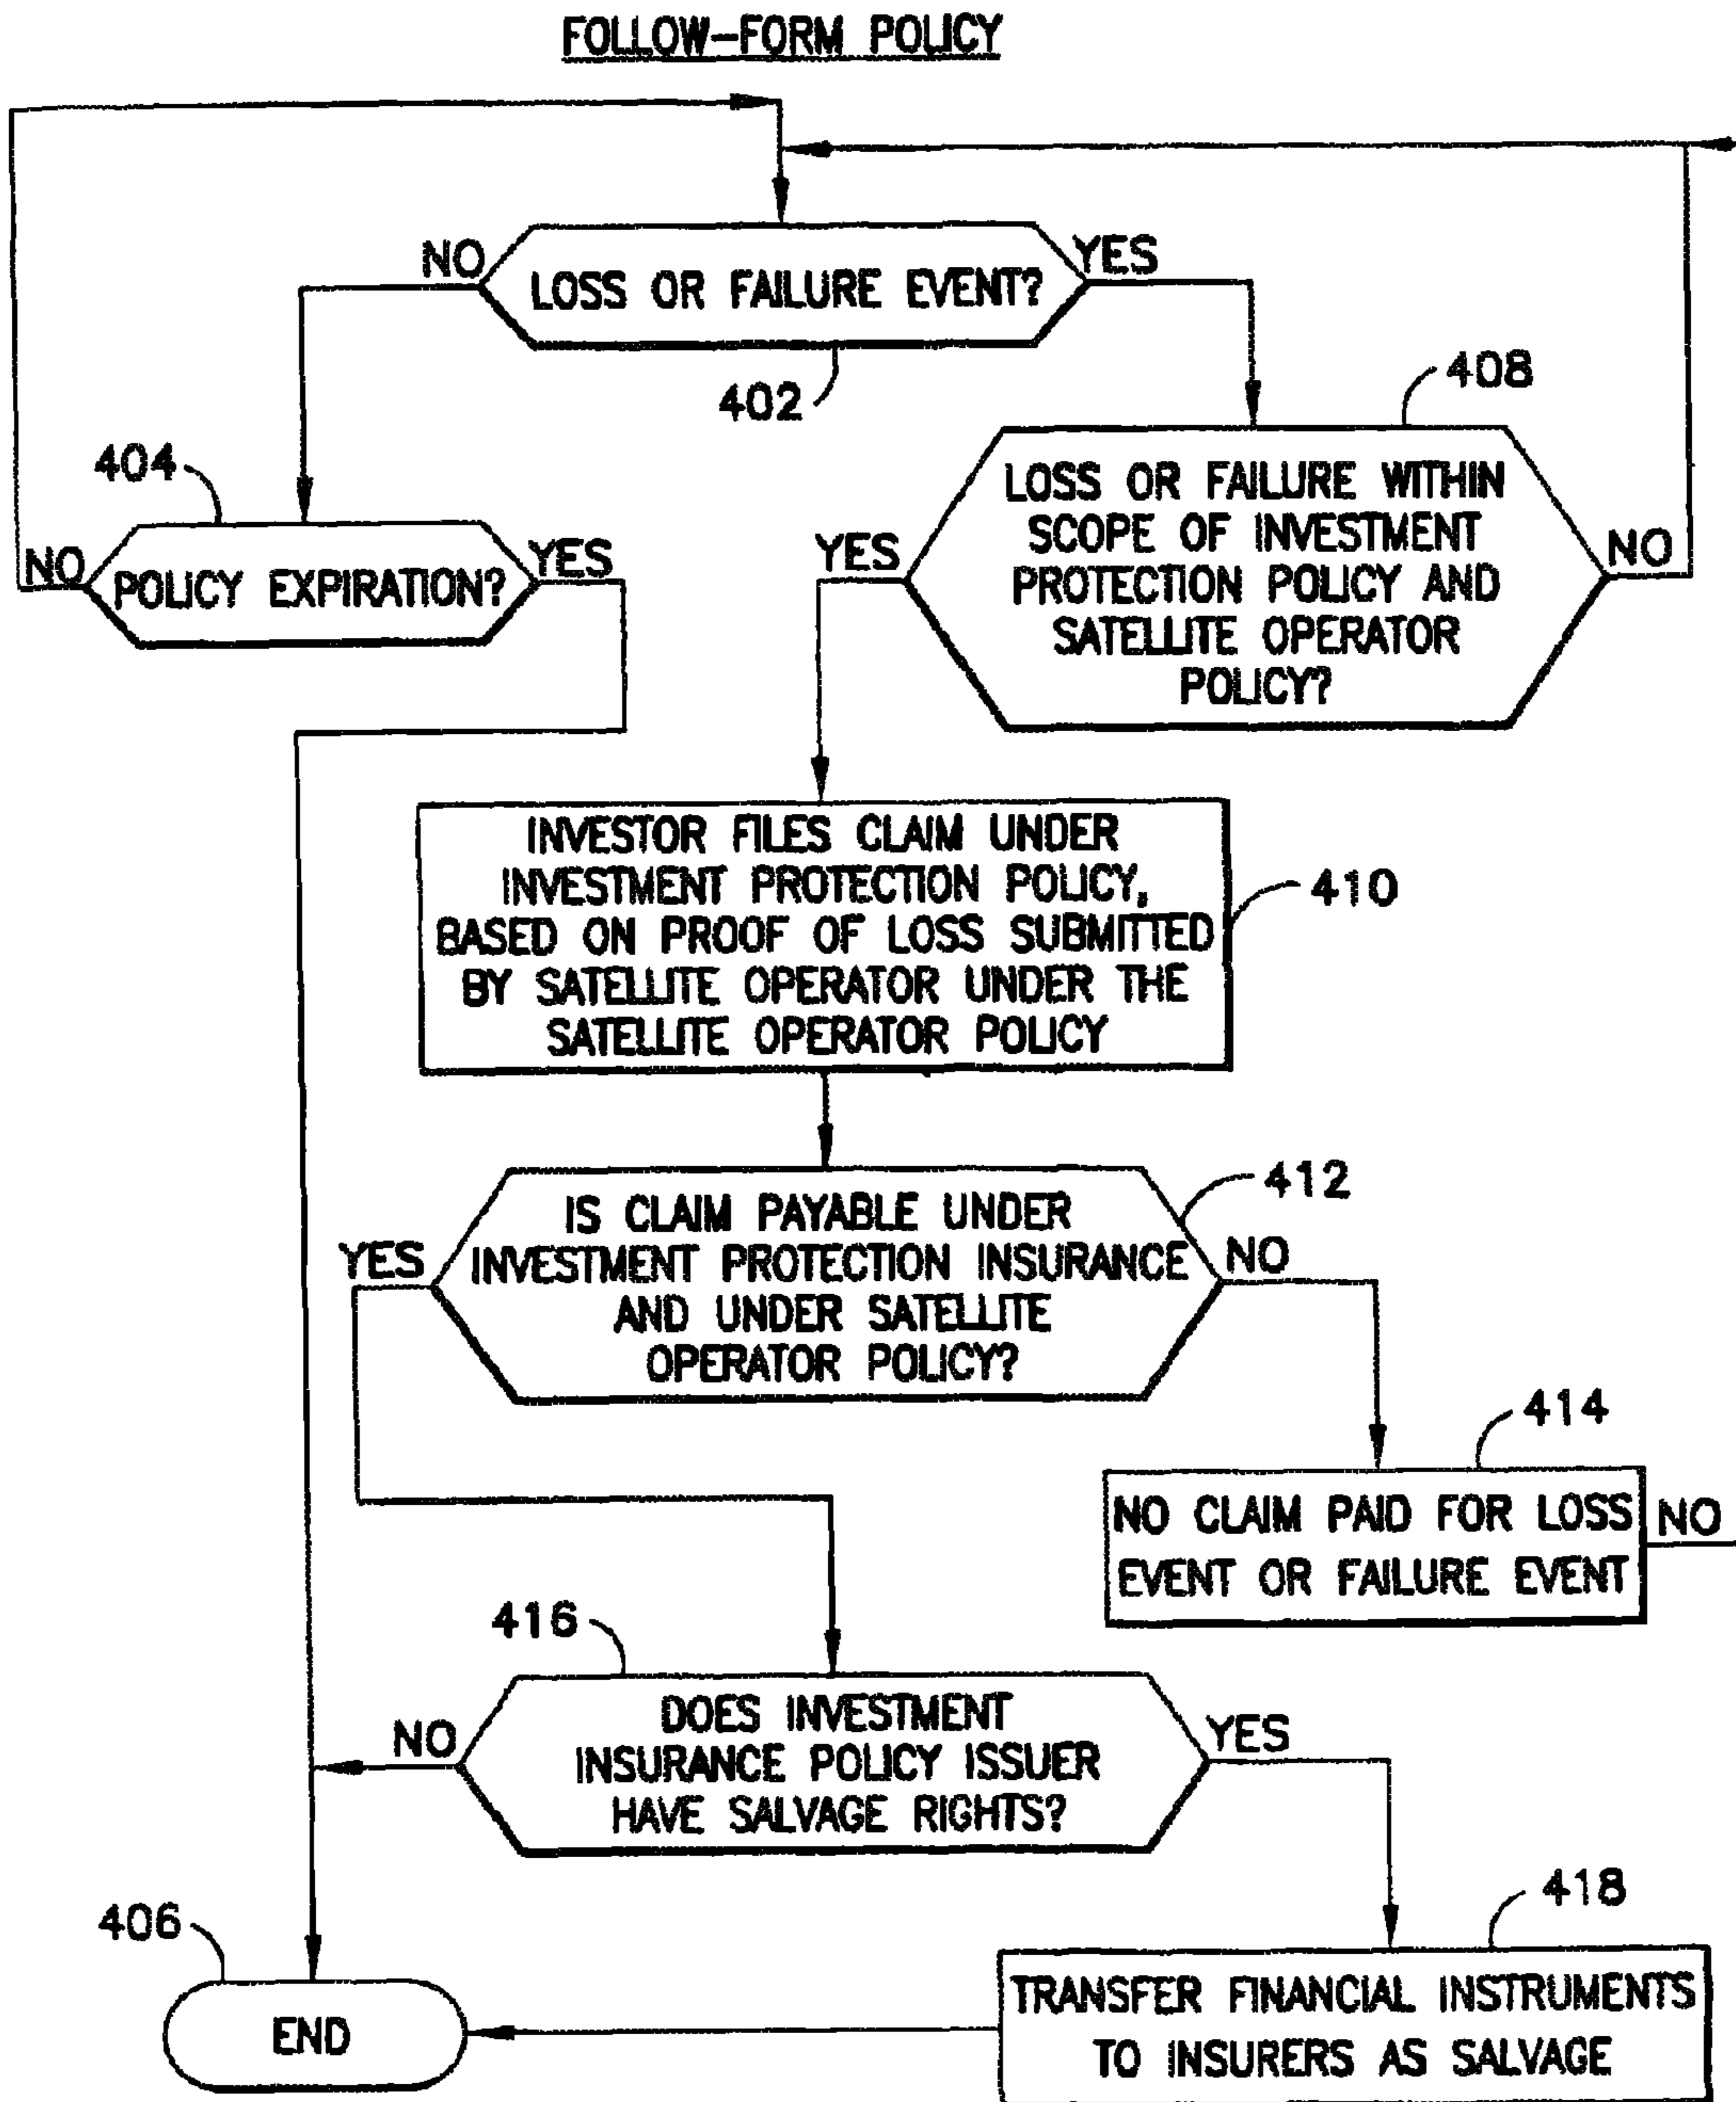 FOLLOW-FORM POLICY
NO
YES
LOSS OR FAILURE EVENT?
402
408
404
LOSS OR FAILURE WITHIN
SCOPE OF INVESTMENT
PROTECTION POLICY AND
SATELLITE OPERATOR
POLICY?
YES
NO
NO
YES
POLICY EXPIRATION?
INVESTOR FILES CLAIM UNDER
INVESTMENT PROTECTION POLICY,
BASED ON PROOF OF LOSS SUBMITTED
BY SATELLITE OPERATOR UNDER THE
SATELLITE OPERATOR POLICY
410
412
IS CLAIM PAYABLE UNDER
INVESTMENT PROTECTION INSURANCE
AND UNDER SATELLITE
OPERATOR POLICY?
YES
NO
414
NO CLAIM PAID FOR LOSS
EVENT OR FAILURE EVENT
NO
416
DOES INVESTMENT
INSURANCE POLICY ISSUER
HAVE SALVAGE RIGHTS?
NO
YES
418
406
END
TRANSFER FINANCIAL INSTRUMENTS
TO INSURERS AS SALVAGE